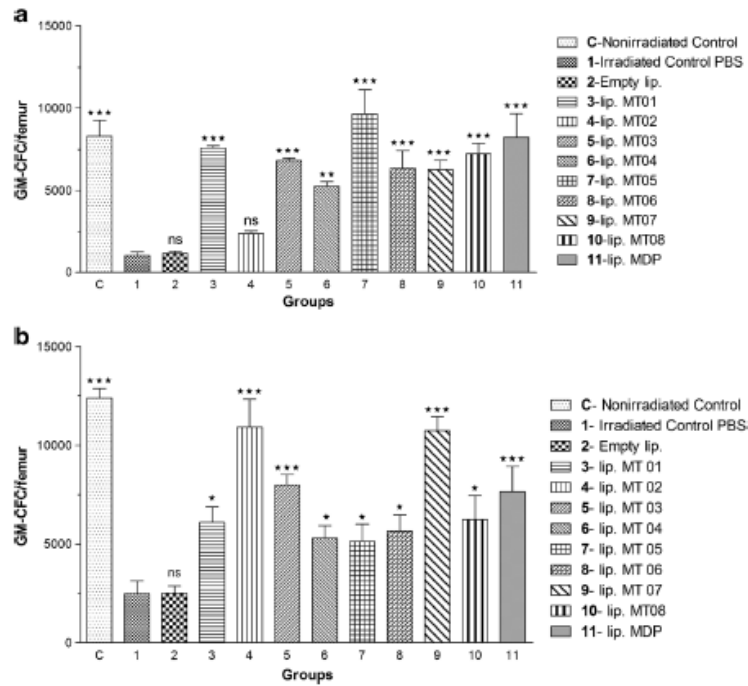 a
15000
10000
5000
0
GM-CFC/femur
***
ns
***
ns
***
**
***
***
***
***
***
C 1 2 3 4 5 6 7 8 9 10 11
Groups
C-Nonirradiated Control
1-Irradiated Control PBS
2-Empty lip.
3-lip. MT01
4-lip. MT02
5-lip. MT03
6-lip. MT04
7-lip. MT05
8-lip. MT06
9-lip. MT07
10-lip. MT08
11-lip. MDP
b
15000
10000
5000
0
GM-CFC/femur
***
ns
*
***
***
*
*
*
***
*
***
C 1 2 3 4 5 6 7 8 9 10 11
Groups
C- Nonirradiated Control
1- Irradiated Control PBS
2- Empty lip.
3- lip. MT 01
4- lip. MT 02
5- lip. MT 03
6- lip. MT 04
7- lip. MT 05
8- lip. MT 06
9- lip. MT 07
10- lip. MT08
11- lip. MDP